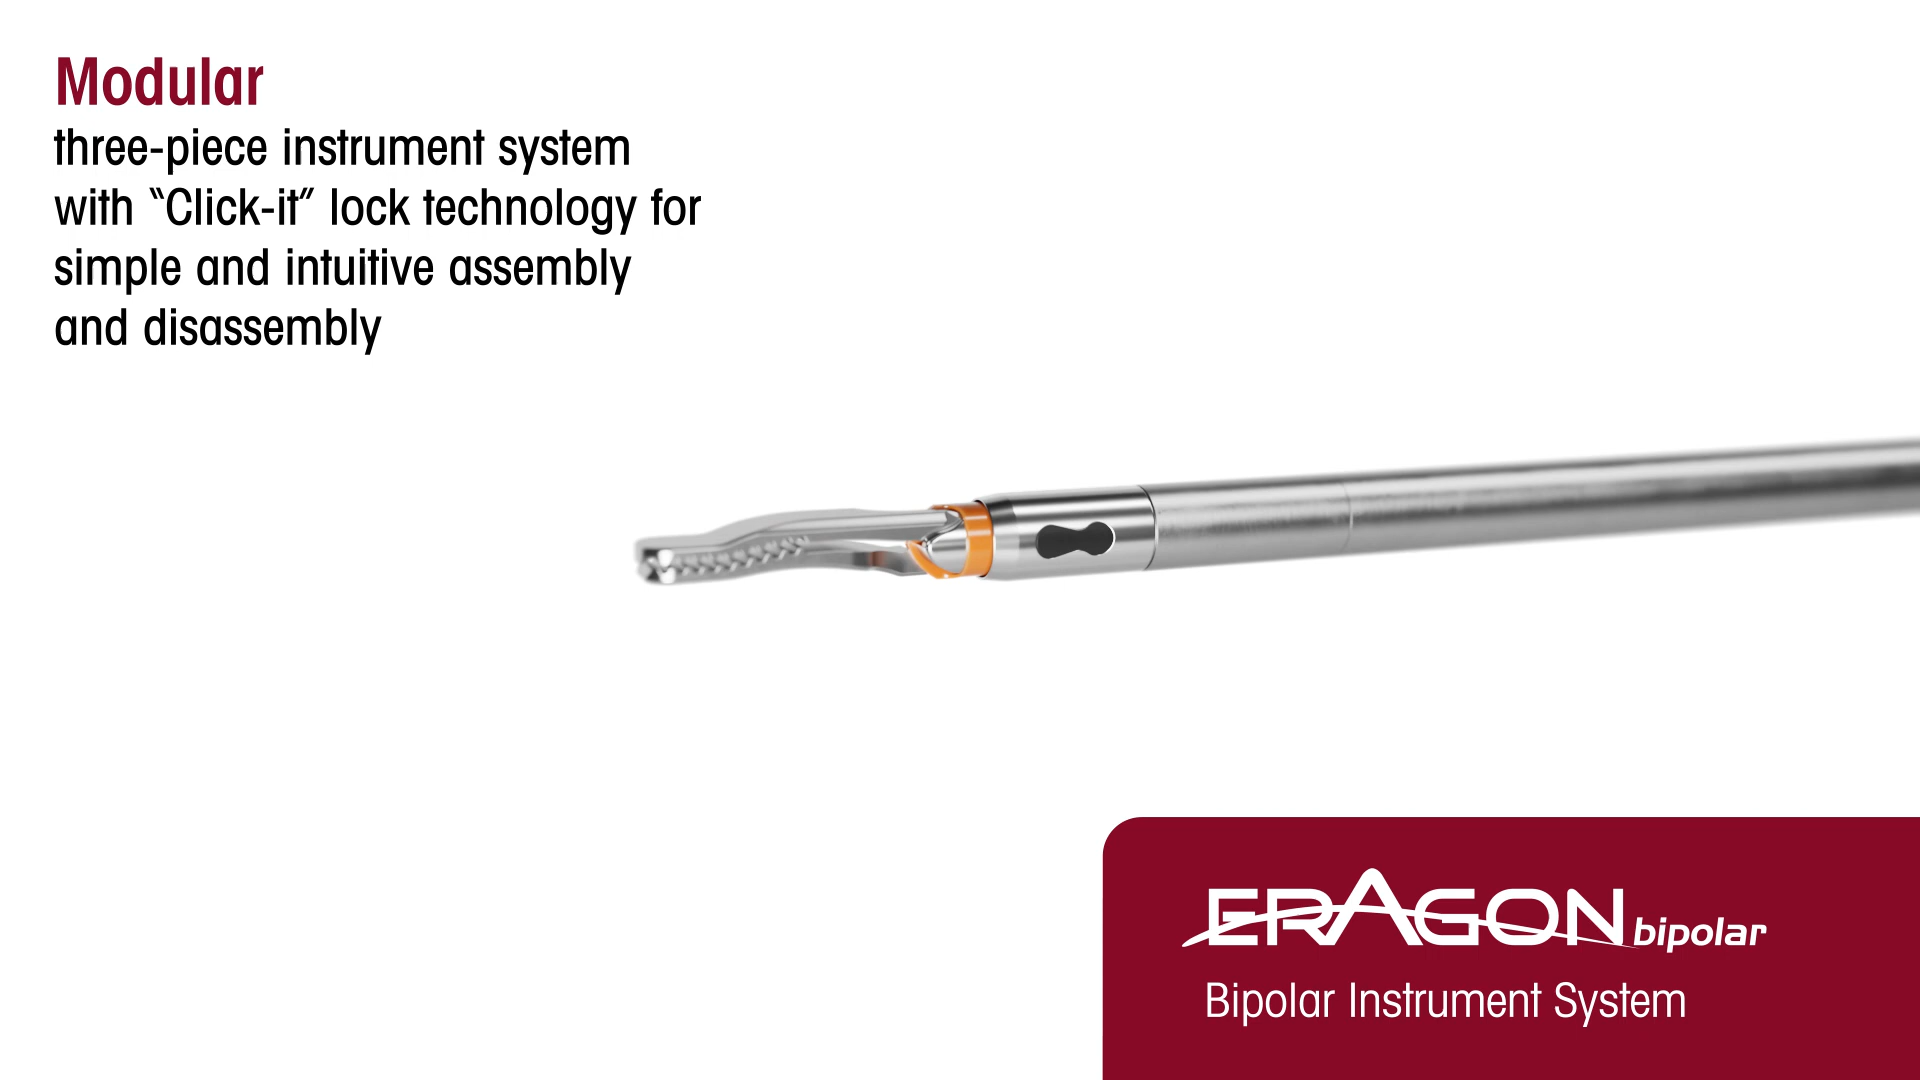 Modular
three-piece instrument system
with “Click-it” lock technology for
simple and intuitive assembly
and disassembly
ERAGON bipolar
Bipolar Instrument System